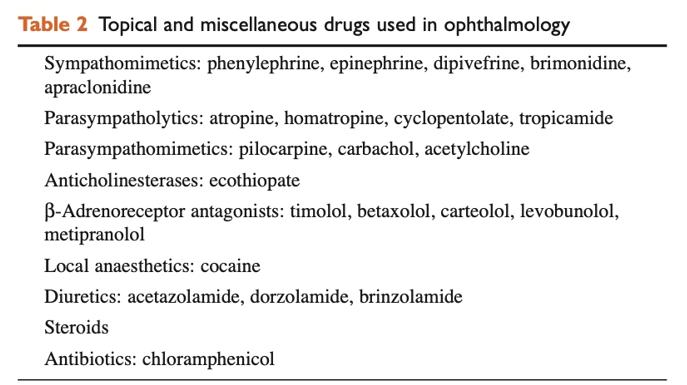 Table 2 Topical and miscellaneous drugs used in ophthalmology
Sympathomimetics: phenylephrine, epinephrine, dipivefrine, brimonidine,
apraclonidine
Parasympatholytics: atropine, homatropine, cyclopentolate, tropicamide
Parasympathomimetics: pilocarpine, carbachol, acetylcholine
Anticholinesterases: ecothiopate
β-Adrenoreceptor antagonists: timolol, betaxolol, carteolol, levobunolol,
metipranolol
Local anaesthetics: cocaine
Diuretics: acetazolamide, dorzolamide, brinzolamide
Steroids
Antibiotics: chloramphenicol